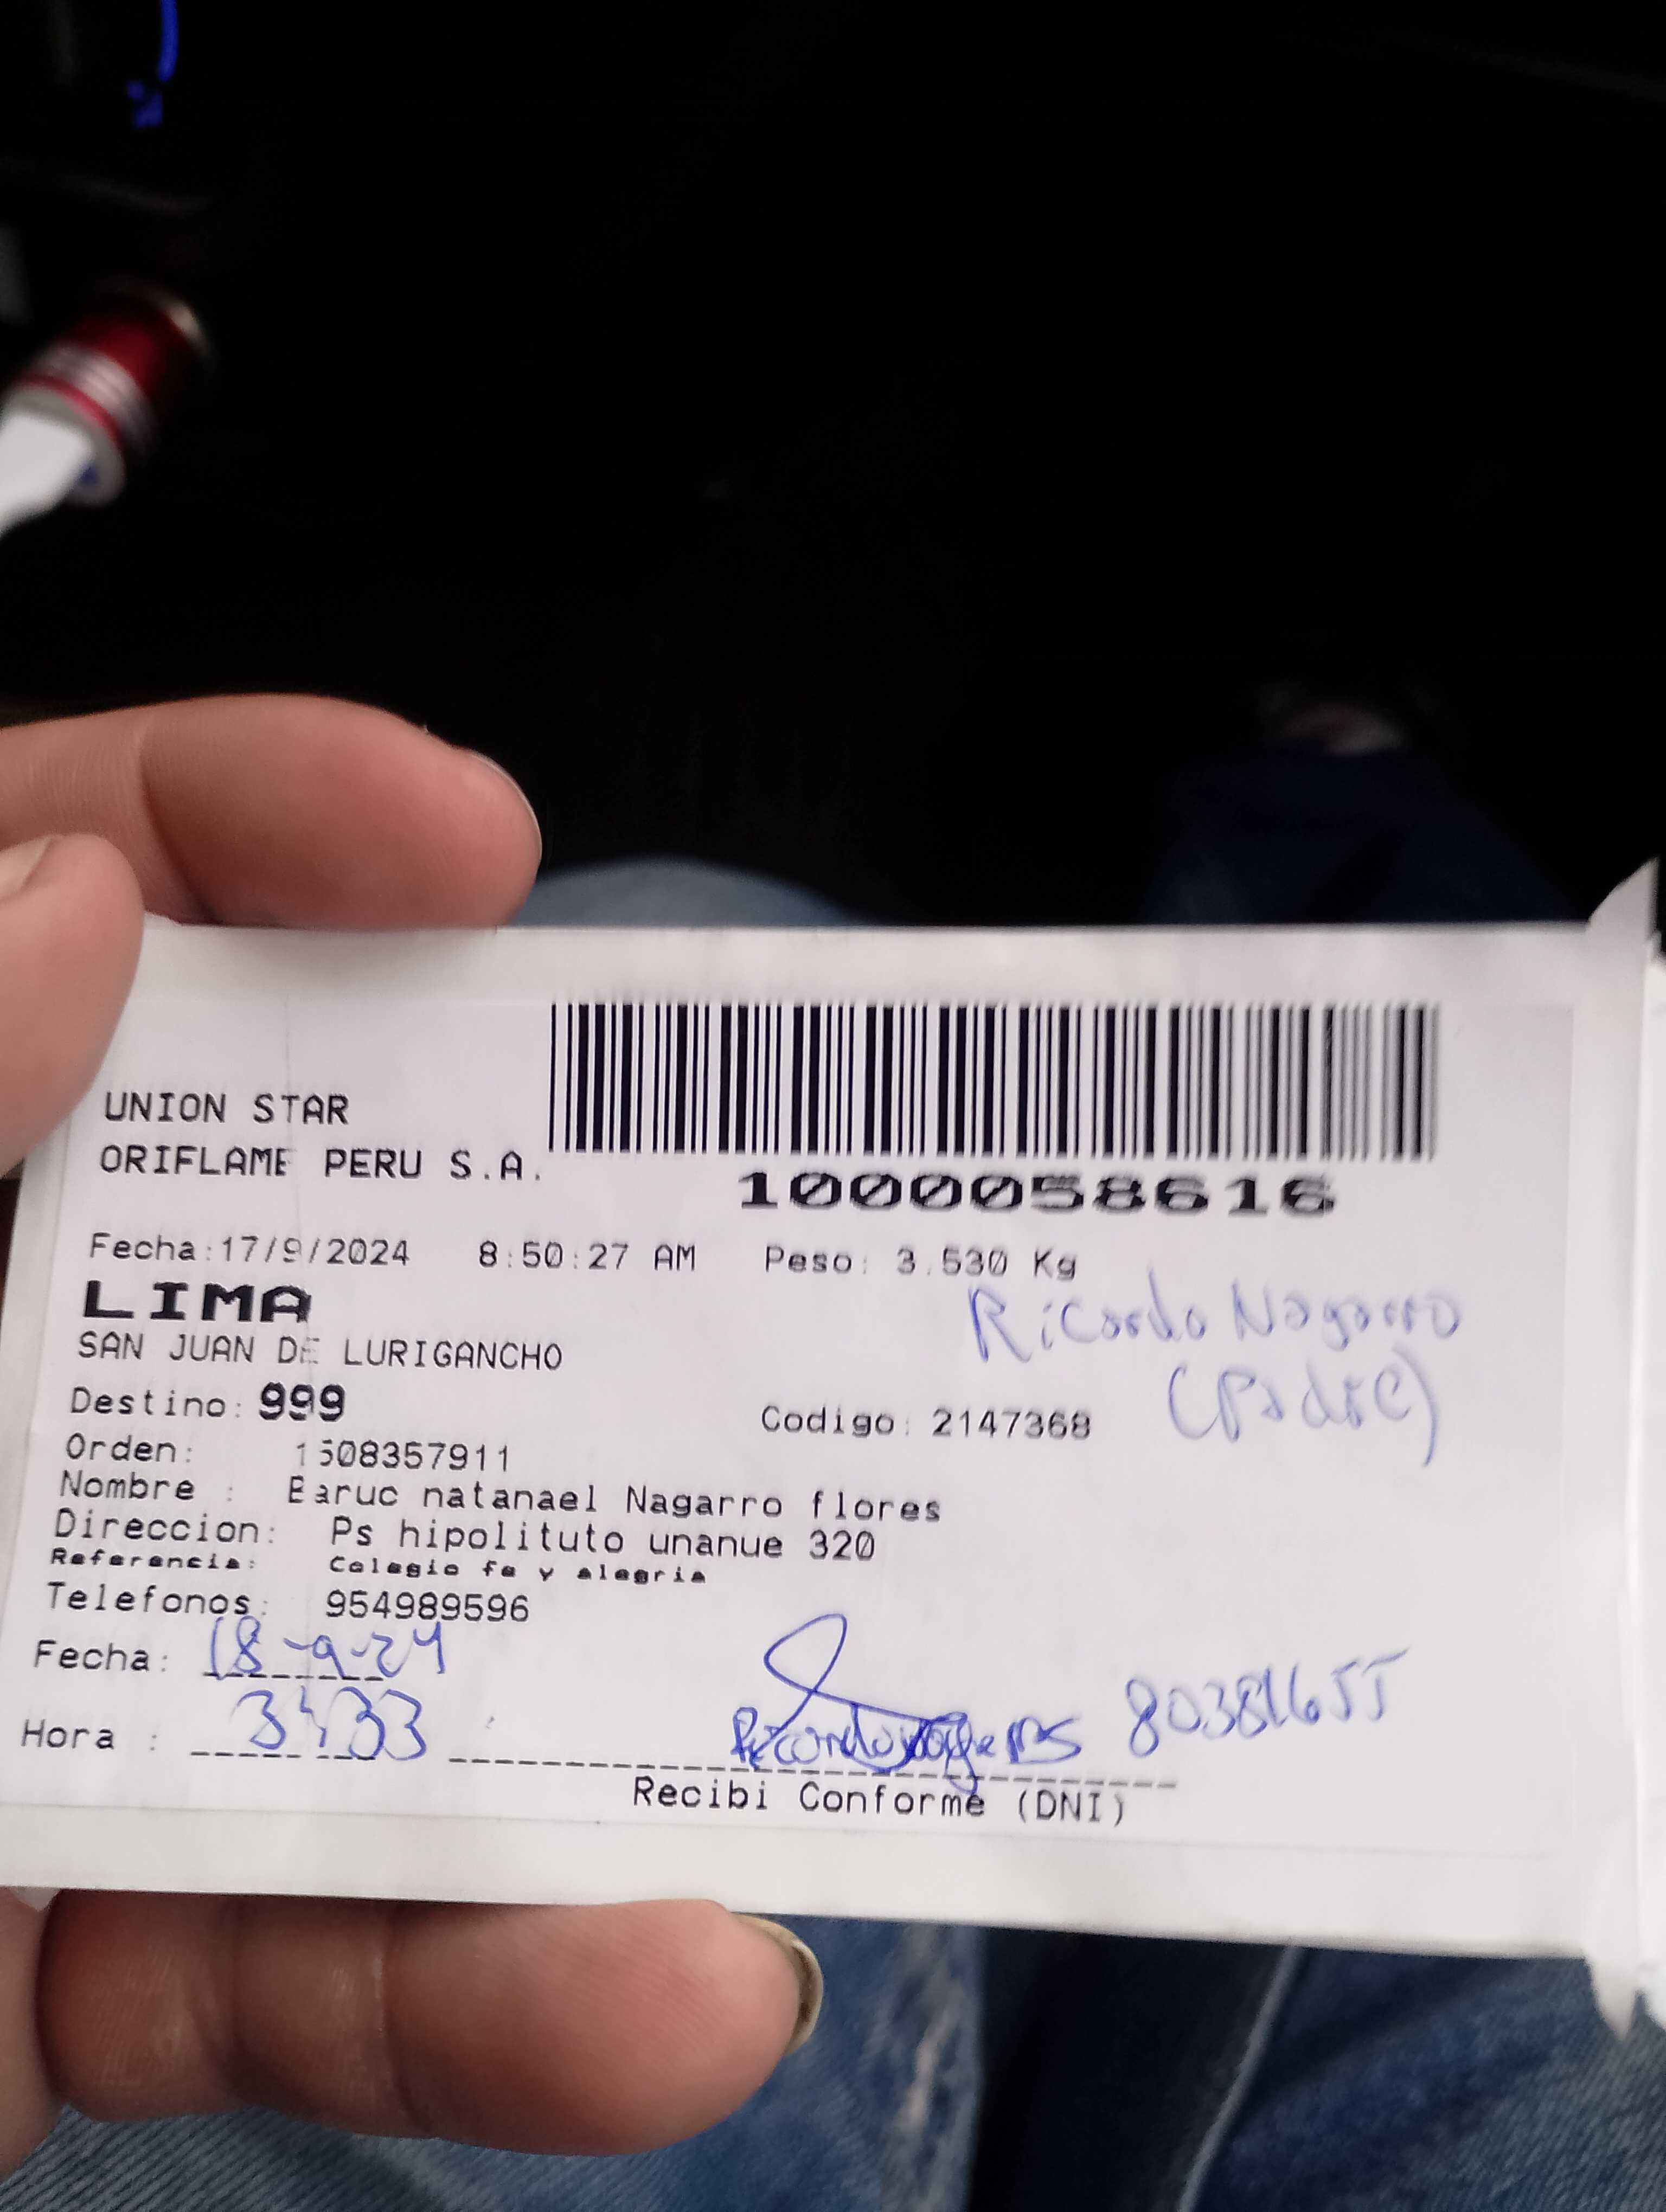 UNION STAR
ORIFLAME PERU S.A.
1000058616
Fecha:17/9/2024 8:50:27 AM Peso: 3.530 Kg
LIMA
Ricardo Nagarro
SAN JUAN DE LURIGANCHO
(Padre)
Destino: 999
Codigo: 2147368
Orden: 1508357911
Nombre : Baruc natanael Nagarro flores
Direccion: Ps hipolituto unanue 320
Referencia: Colegio fe y alegria
Telefonos: 954989596
Fecha: 18-9-24
Hora : 3:33
Ricardo 80381655
Recibi Conforme (DNI)